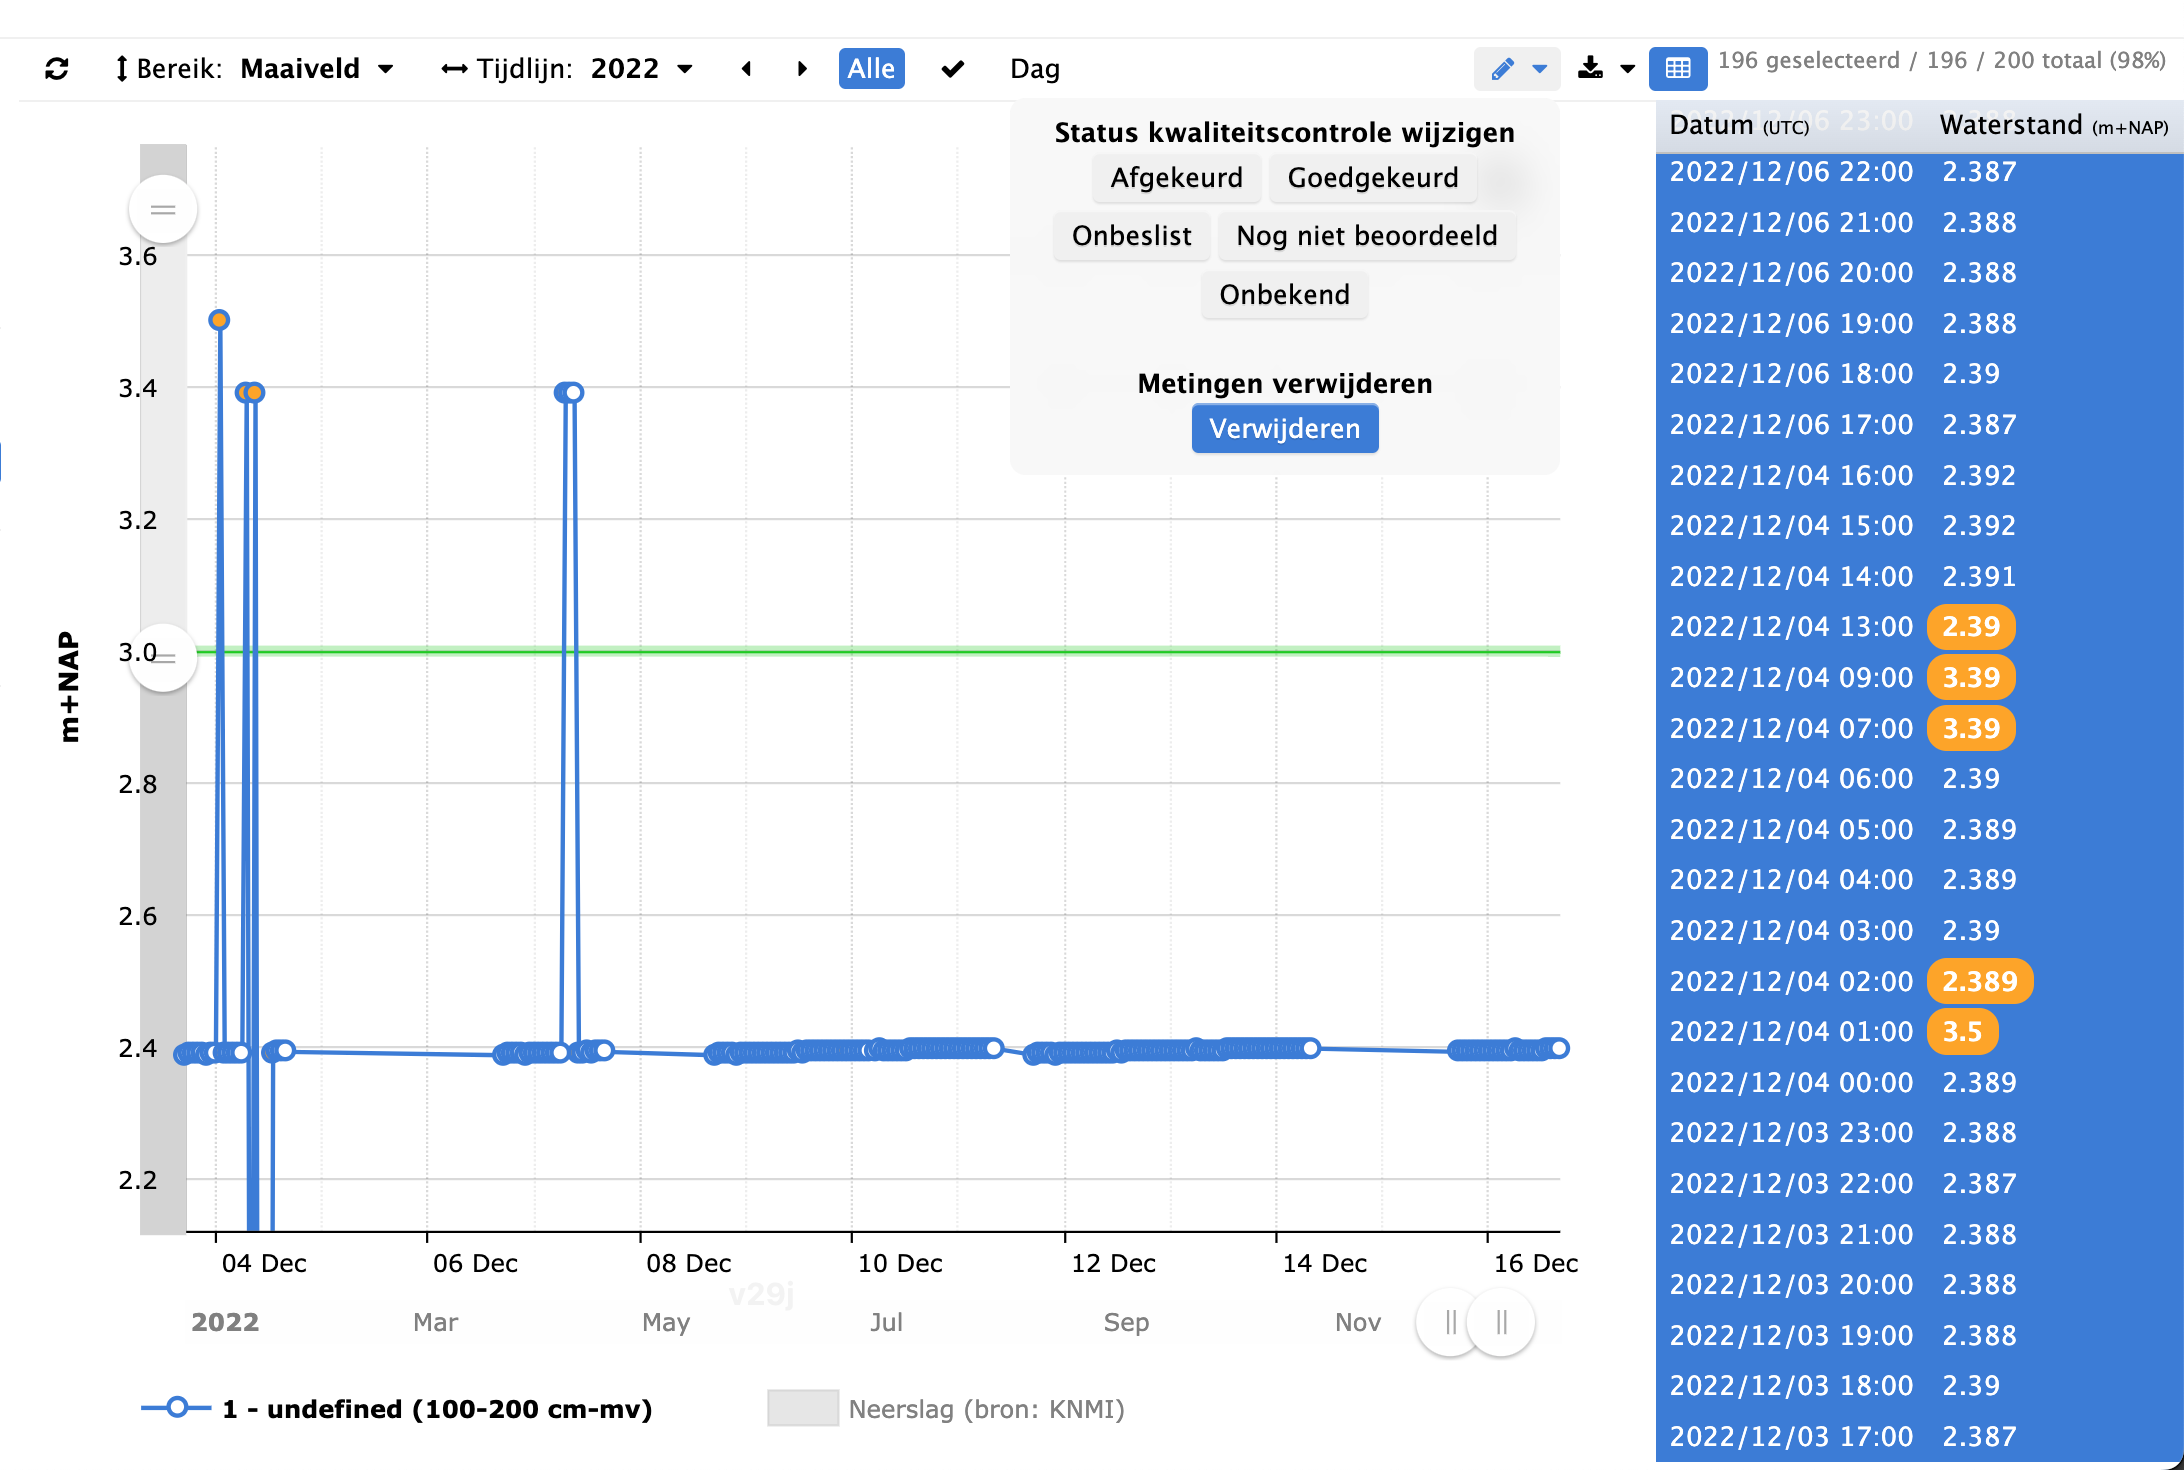 Bereik: Maaiveld Tijdlijn: 2022 Alle Dag
196 geselecteerd / 196 / 200 totaal (98%)
Status kwaliteitscontrole wijzigen
Afgekeurd Goedgekeurd
Onbeslist Nog niet beoordeeld
Onbekend
Metingen verwijderen
Verwijderen
m+NAP
3.6
3.4
3.2
3.0
2.8
2.6
2.4
2.2
04 Dec 06 Dec 08 Dec 10 Dec 12 Dec 14 Dec 16 Dec
v29j
2022 Mar May Jul Sep Nov
1 - undefined (100-200 cm-mv) Neerslag (bron: KNMI)
Datum (UTC) Waterstand (m+NAP)
2022/12/06 22:00 2.387
2022/12/06 21:00 2.388
2022/12/06 20:00 2.388
2022/12/06 19:00 2.388
2022/12/06 18:00 2.39
2022/12/06 17:00 2.387
2022/12/04 16:00 2.392
2022/12/04 15:00 2.392
2022/12/04 14:00 2.391
2022/12/04 13:00 2.39
2022/12/04 09:00 3.39
2022/12/04 07:00 3.39
2022/12/04 06:00 2.39
2022/12/04 05:00 2.389
2022/12/04 04:00 2.389
2022/12/04 03:00 2.39
2022/12/04 02:00 2.389
2022/12/04 01:00 3.5
2022/12/04 00:00 2.389
2022/12/03 23:00 2.388
2022/12/03 22:00 2.387
2022/12/03 21:00 2.388
2022/12/03 20:00 2.388
2022/12/03 19:00 2.388
2022/12/03 18:00 2.39
2022/12/03 17:00 2.387